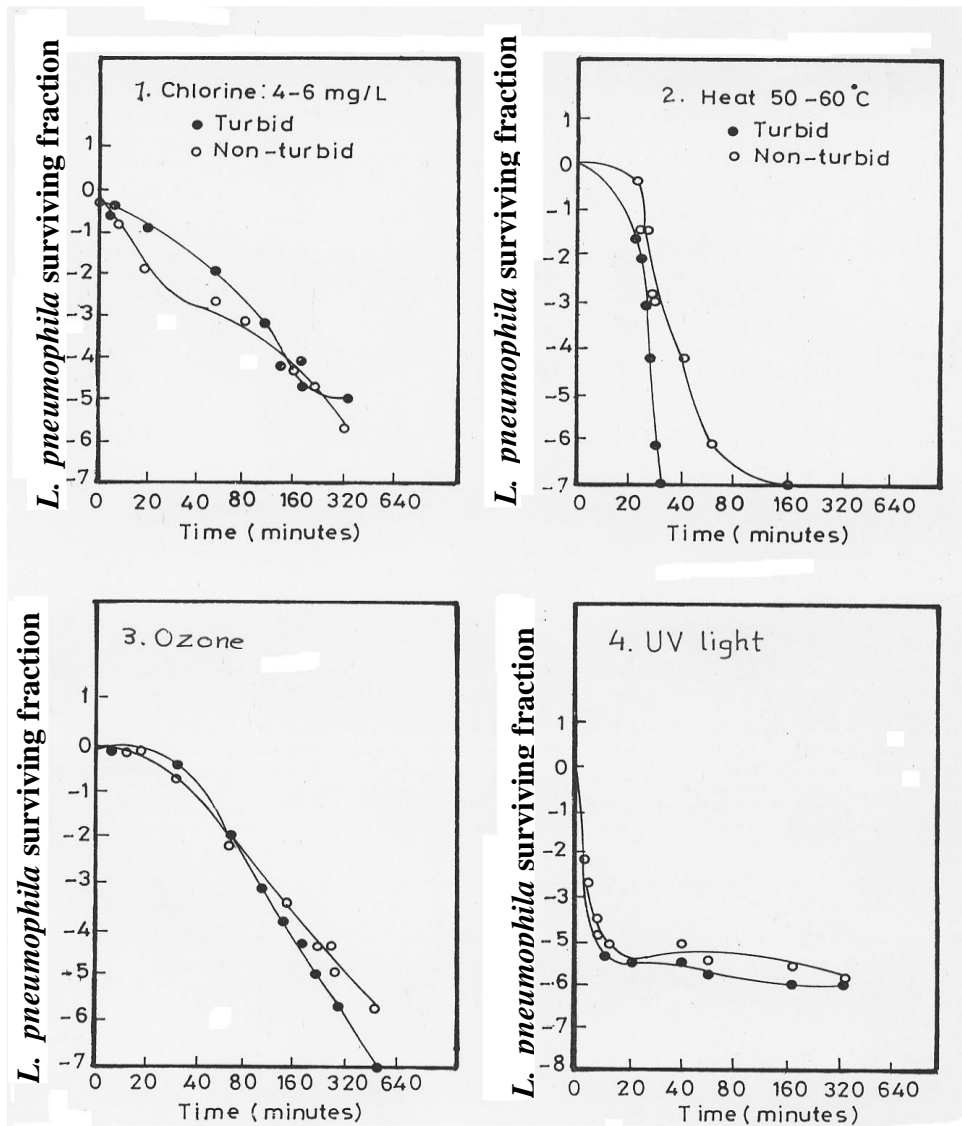 1. Chlorine: 4-6 mg/L
● Turbid
○ Non-turbid
L. pneumophila surviving fraction
1
0
-1
-2
-3
-4
-5
-6
-7
0 20 40 80 160 320 640
Time (minutes)
2. Heat 50-60°C
● Turbid
○ Non-turbid
L. pneumophila surviving fraction
1
0
-1
-2
-3
-4
-5
-6
-7
0 20 40 80 160 320 640
Time (minutes)
3. Ozone
L. pneumophila surviving fraction
1
0
-1
-2
-3
-4
-5
-6
-7
0 20 40 80 160 320 640
Time (minutes)
4. UV light
L. pneumophila surviving fraction
1
0
-1
-2
-3
-5
-6
-7
-8
0 20 40 80 160 320 640
Time (minutes)